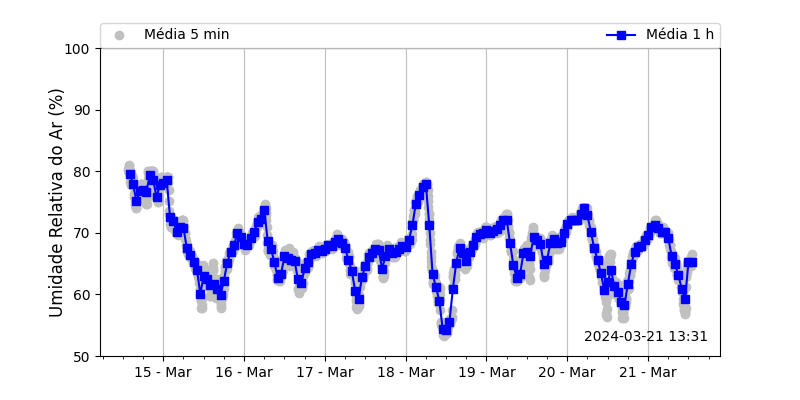 Média 5 min
Média 1 h
Umidade Relativa do Ar (%)
100
90
80
70
60
50
2024-03-21 13:31
15 - Mar
16 - Mar
17 - Mar
18 - Mar
19 - Mar
20 - Mar
21 - Mar